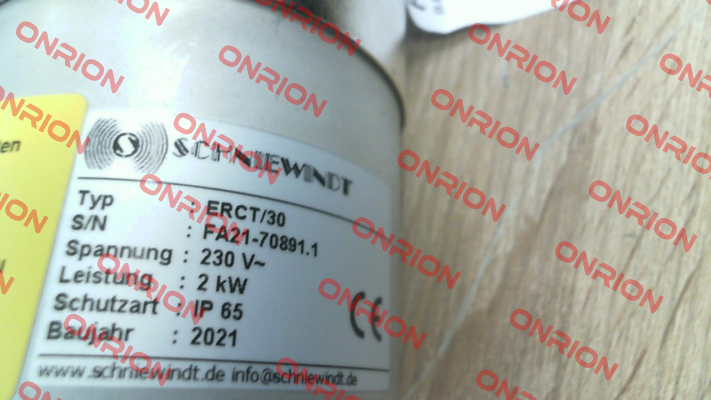 SCHNIEWINDT
Typ : ERCT/30
S/N : FA21-70891.1
Spannung : 230 V~
Leistung : 2 kW
Schutzart : IP 65
Baujahr : 2021
CE
www.schniewindt.de info@schniewindt.de
ONRION